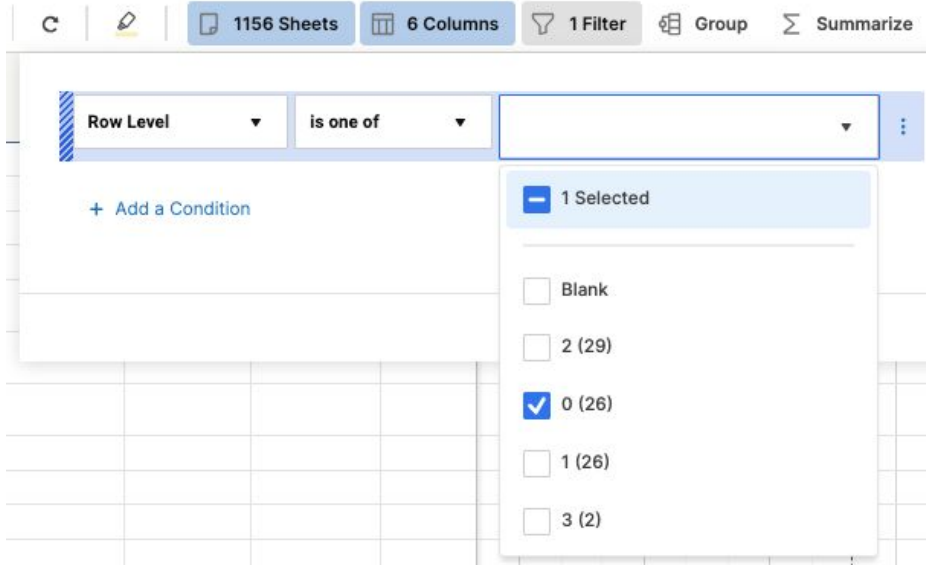 1156 Sheets 6 Columns 1 Filter Group Summarize
Row Level is one of
1 Selected
+ Add a Condition
Blank
2 (29)
0 (26)
1 (26)
3 (2)